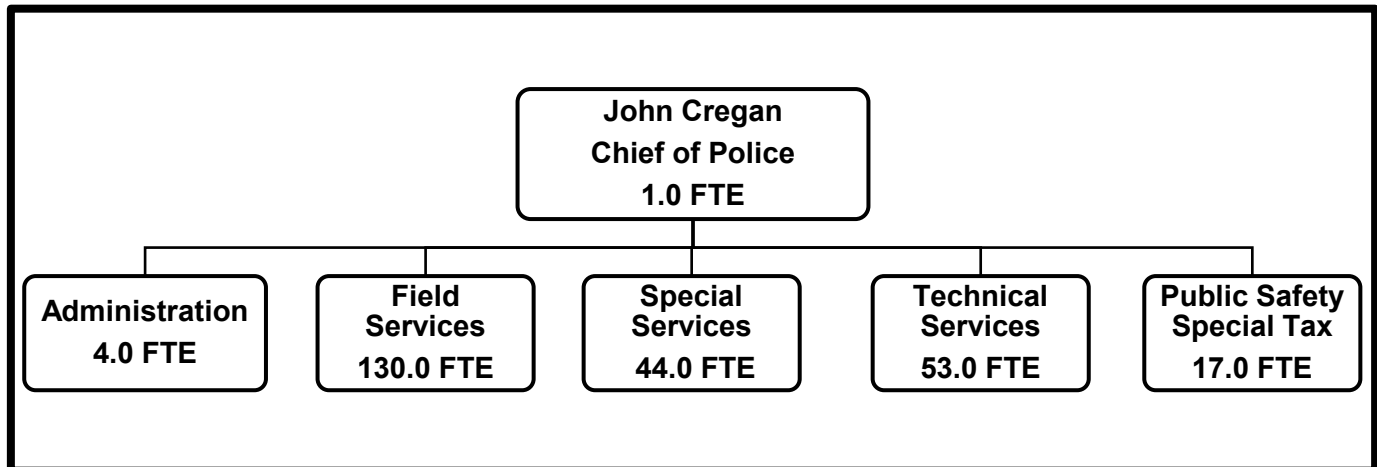 John Cregan
Chief of Police
1.0 FTE
Administration
4.0 FTE
Field
Services
130.0 FTE
Special
Services
44.0 FTE
Technical
Services
53.0 FTE
Public Safety
Special Tax
17.0 FTE